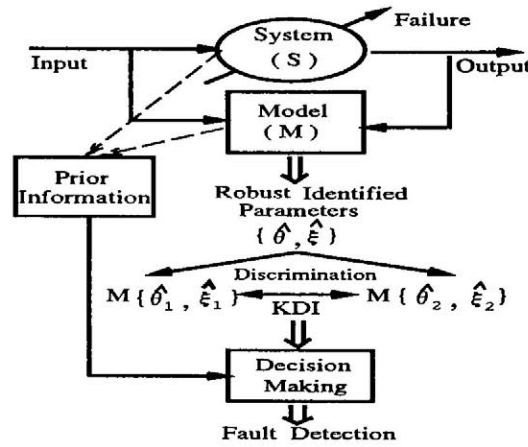 Failure
System
(S)
Input
Output
Model
(M)
Prior
Information
Robust Identified
Parameters
{θ̂, ξ̂}
Discrimination
M{θ̂₁, ξ̂₁}
M{θ̂₂, ξ̂₂}
KDI
Decision
Making
Fault Detection